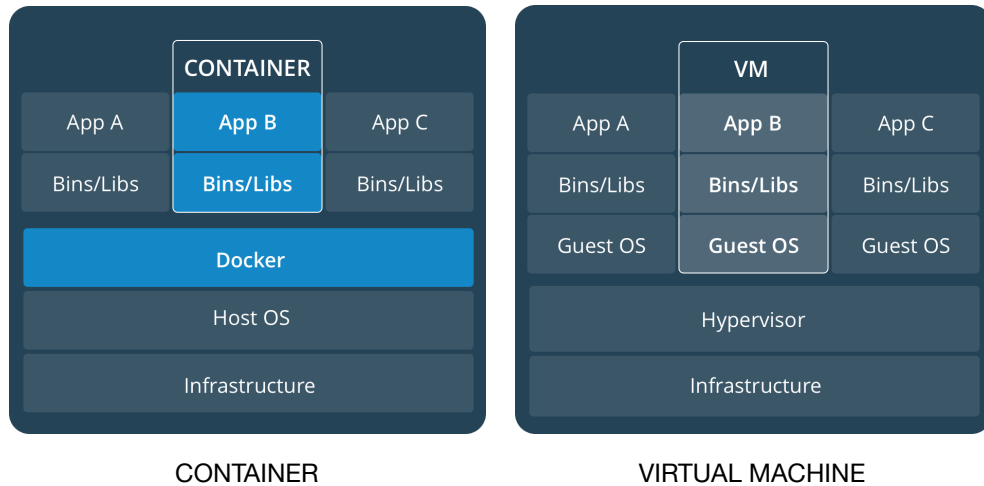 CONTAINER
App A
App B
App C
Bins/Libs
Bins/Libs
Bins/Libs
Docker
Host OS
Infrastructure
CONTAINER
VM
App A
App B
App C
Bins/Libs
Bins/Libs
Bins/Libs
Guest OS
Guest OS
Guest OS
Hypervisor
Infrastructure
VIRTUAL MACHINE